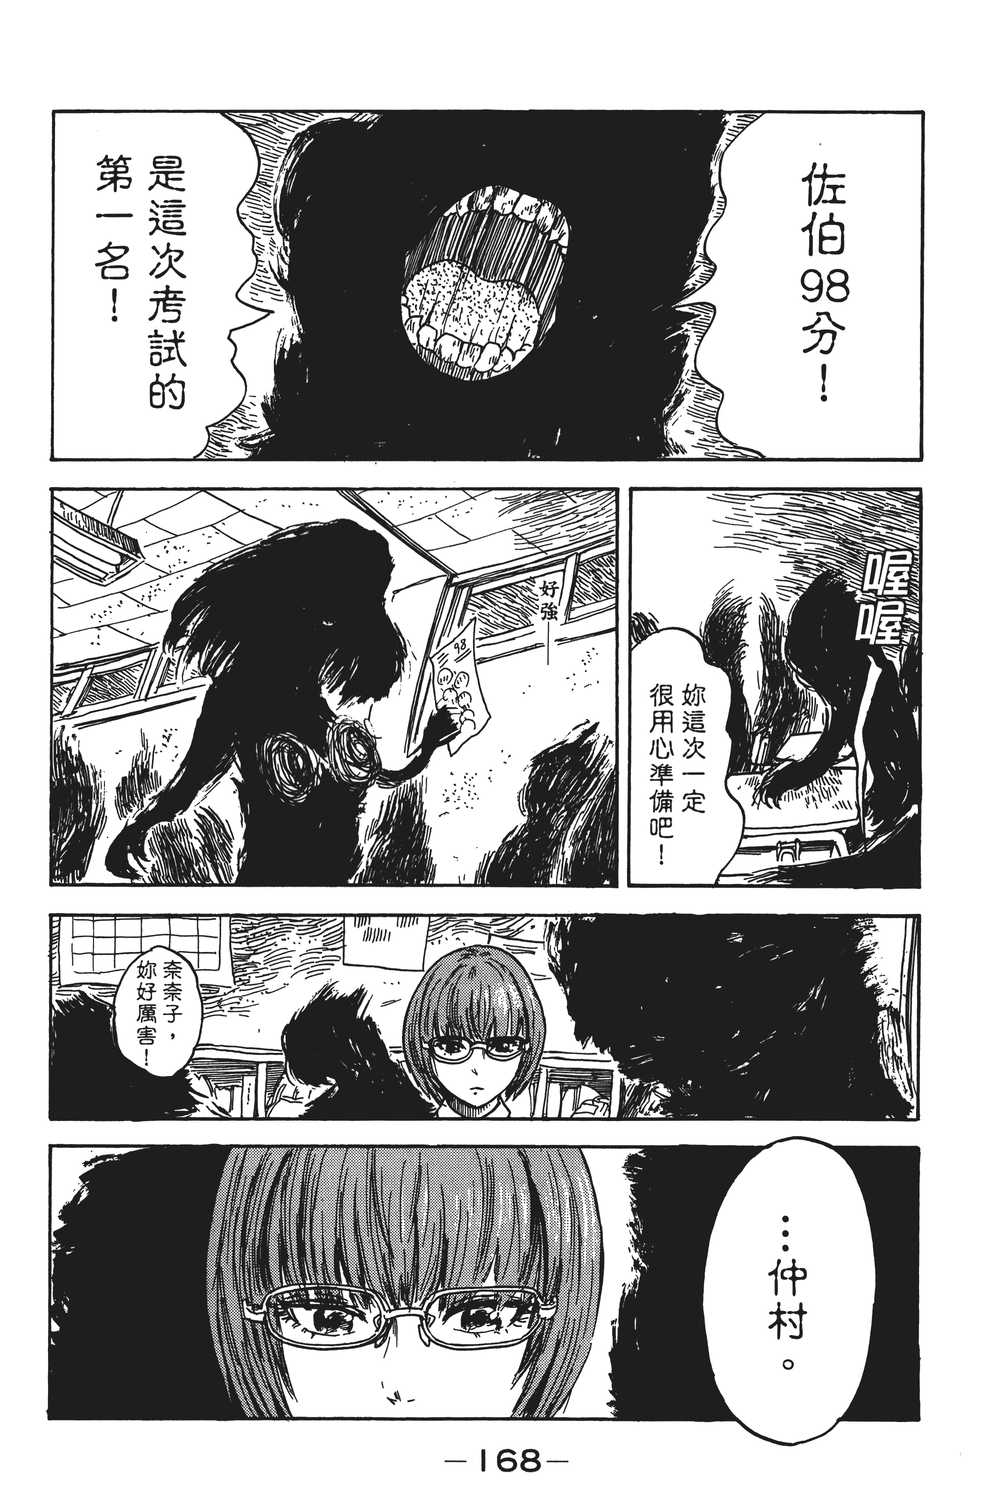 佐伯98分！
是這次考試的
第一名！
喔
喔
妳這次一定
很用心準備吧！
好強—
98
奈奈子，
妳好厲害！
…仲村。
—168—